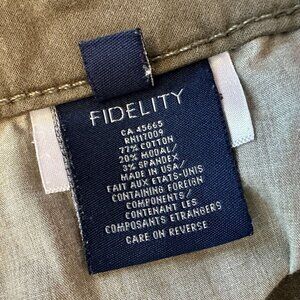 FIDELITY
CA 45665
RN117009
77% COTTON
20% MODAL/
3% SPANDEX
MADE IN USA/
FAIT AUX ETATS-UNIS
CONTAINING FOREIGN
COMPONENTS/
CONTENANT LES
COMPOSANTS ETRANGERS
CARE ON REVERSE